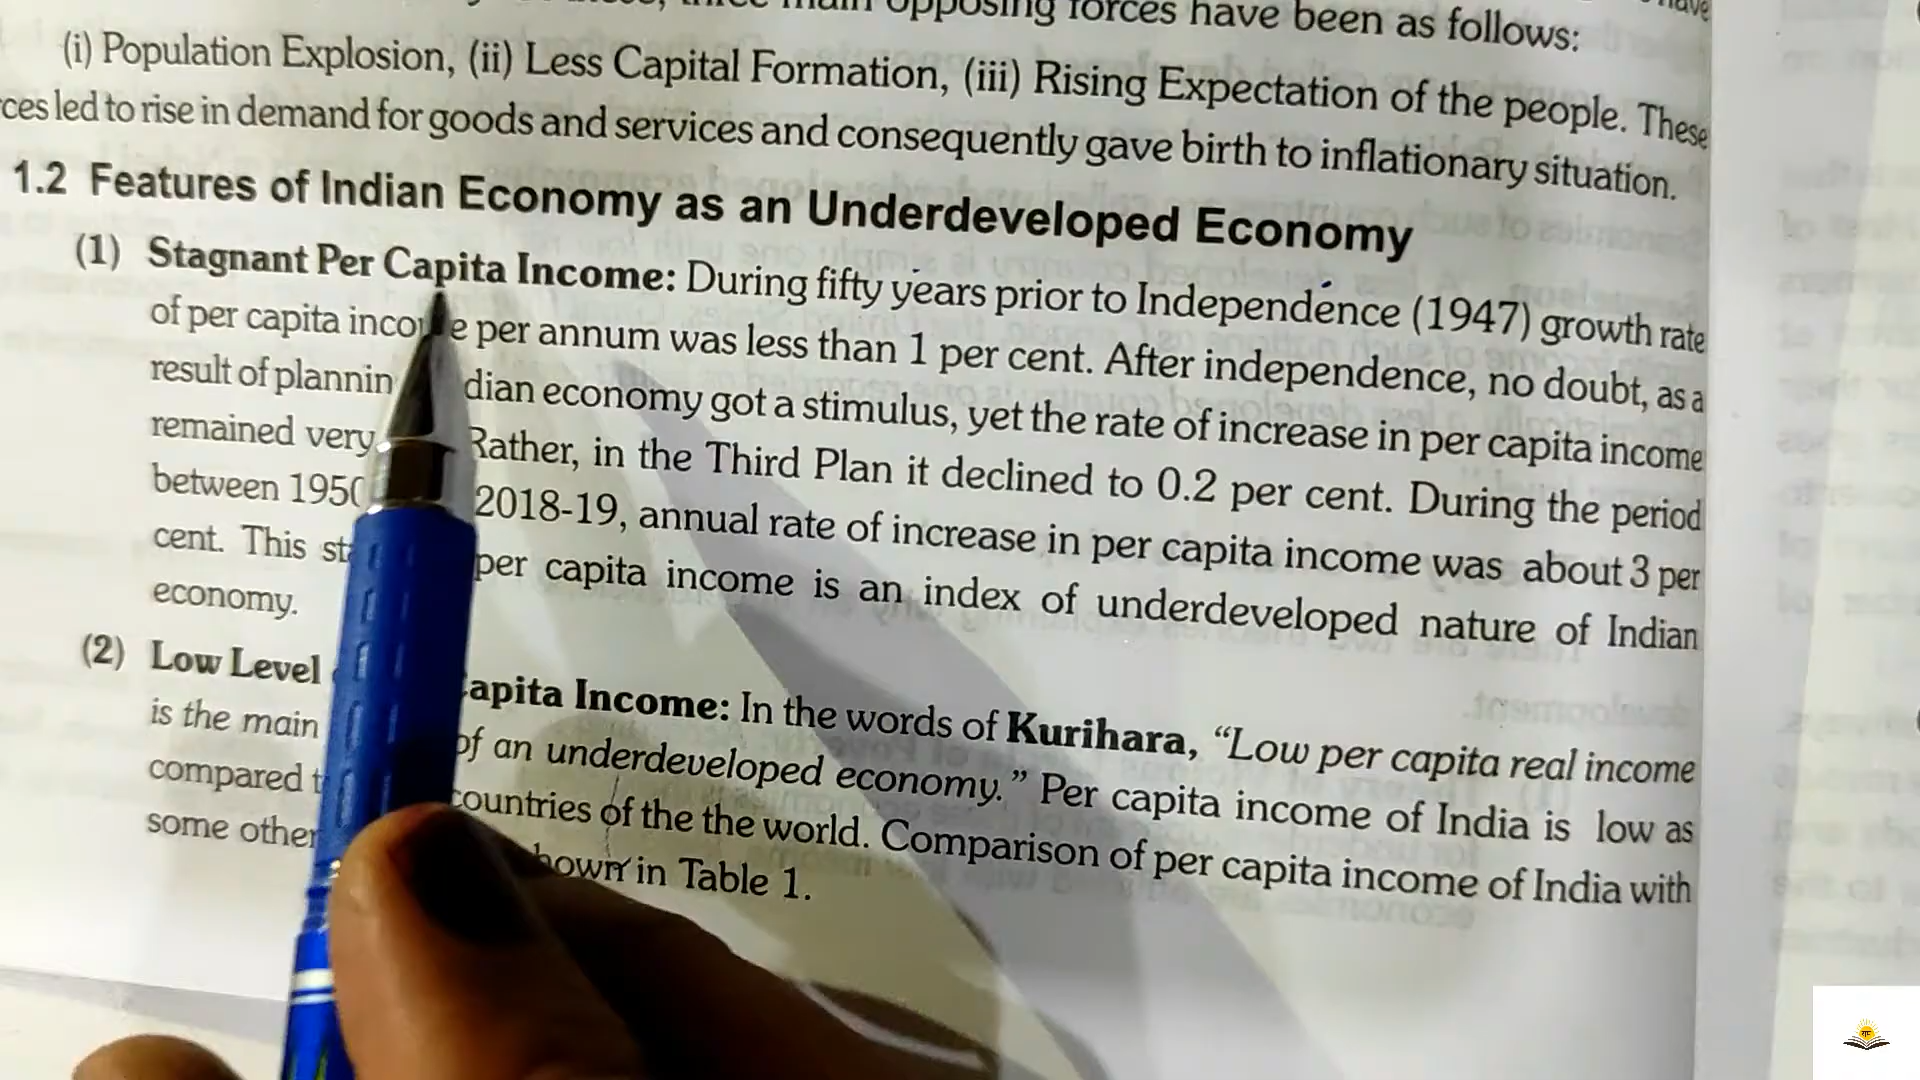 opposing forces have been as follows:
(i) Population Explosion, (ii) Less Capital Formation, (iii) Rising Expectation of the people. These
ces led to rise in demand for goods and services and consequently gave birth to inflationary situation.
1.2 Features of Indian Economy as an Underdeveloped Economy
(1) Stagnant Per Capita Income: During fifty years prior to Independence (1947) growth rate
of per capita inco e per annum was less than 1 per cent. After independence, no doubt, as a
result of plannin dian economy got a stimulus, yet the rate of increase in per capita income
remained very Rather, in the Third Plan it declined to 0.2 per cent. During the period
between 195 2018-19, annual rate of increase in per capita income was about 3 per
cent. This st per capita income is an index of underdeveloped nature of Indian
economy.
(2) Low Level apita Income: In the words of Kurihara, “Low per capita real income
is the main of an underdeveloped economy.” Per capita income of India is low as
compared t countries of the the world. Comparison of per capita income of India with
some other hown in Table 1.